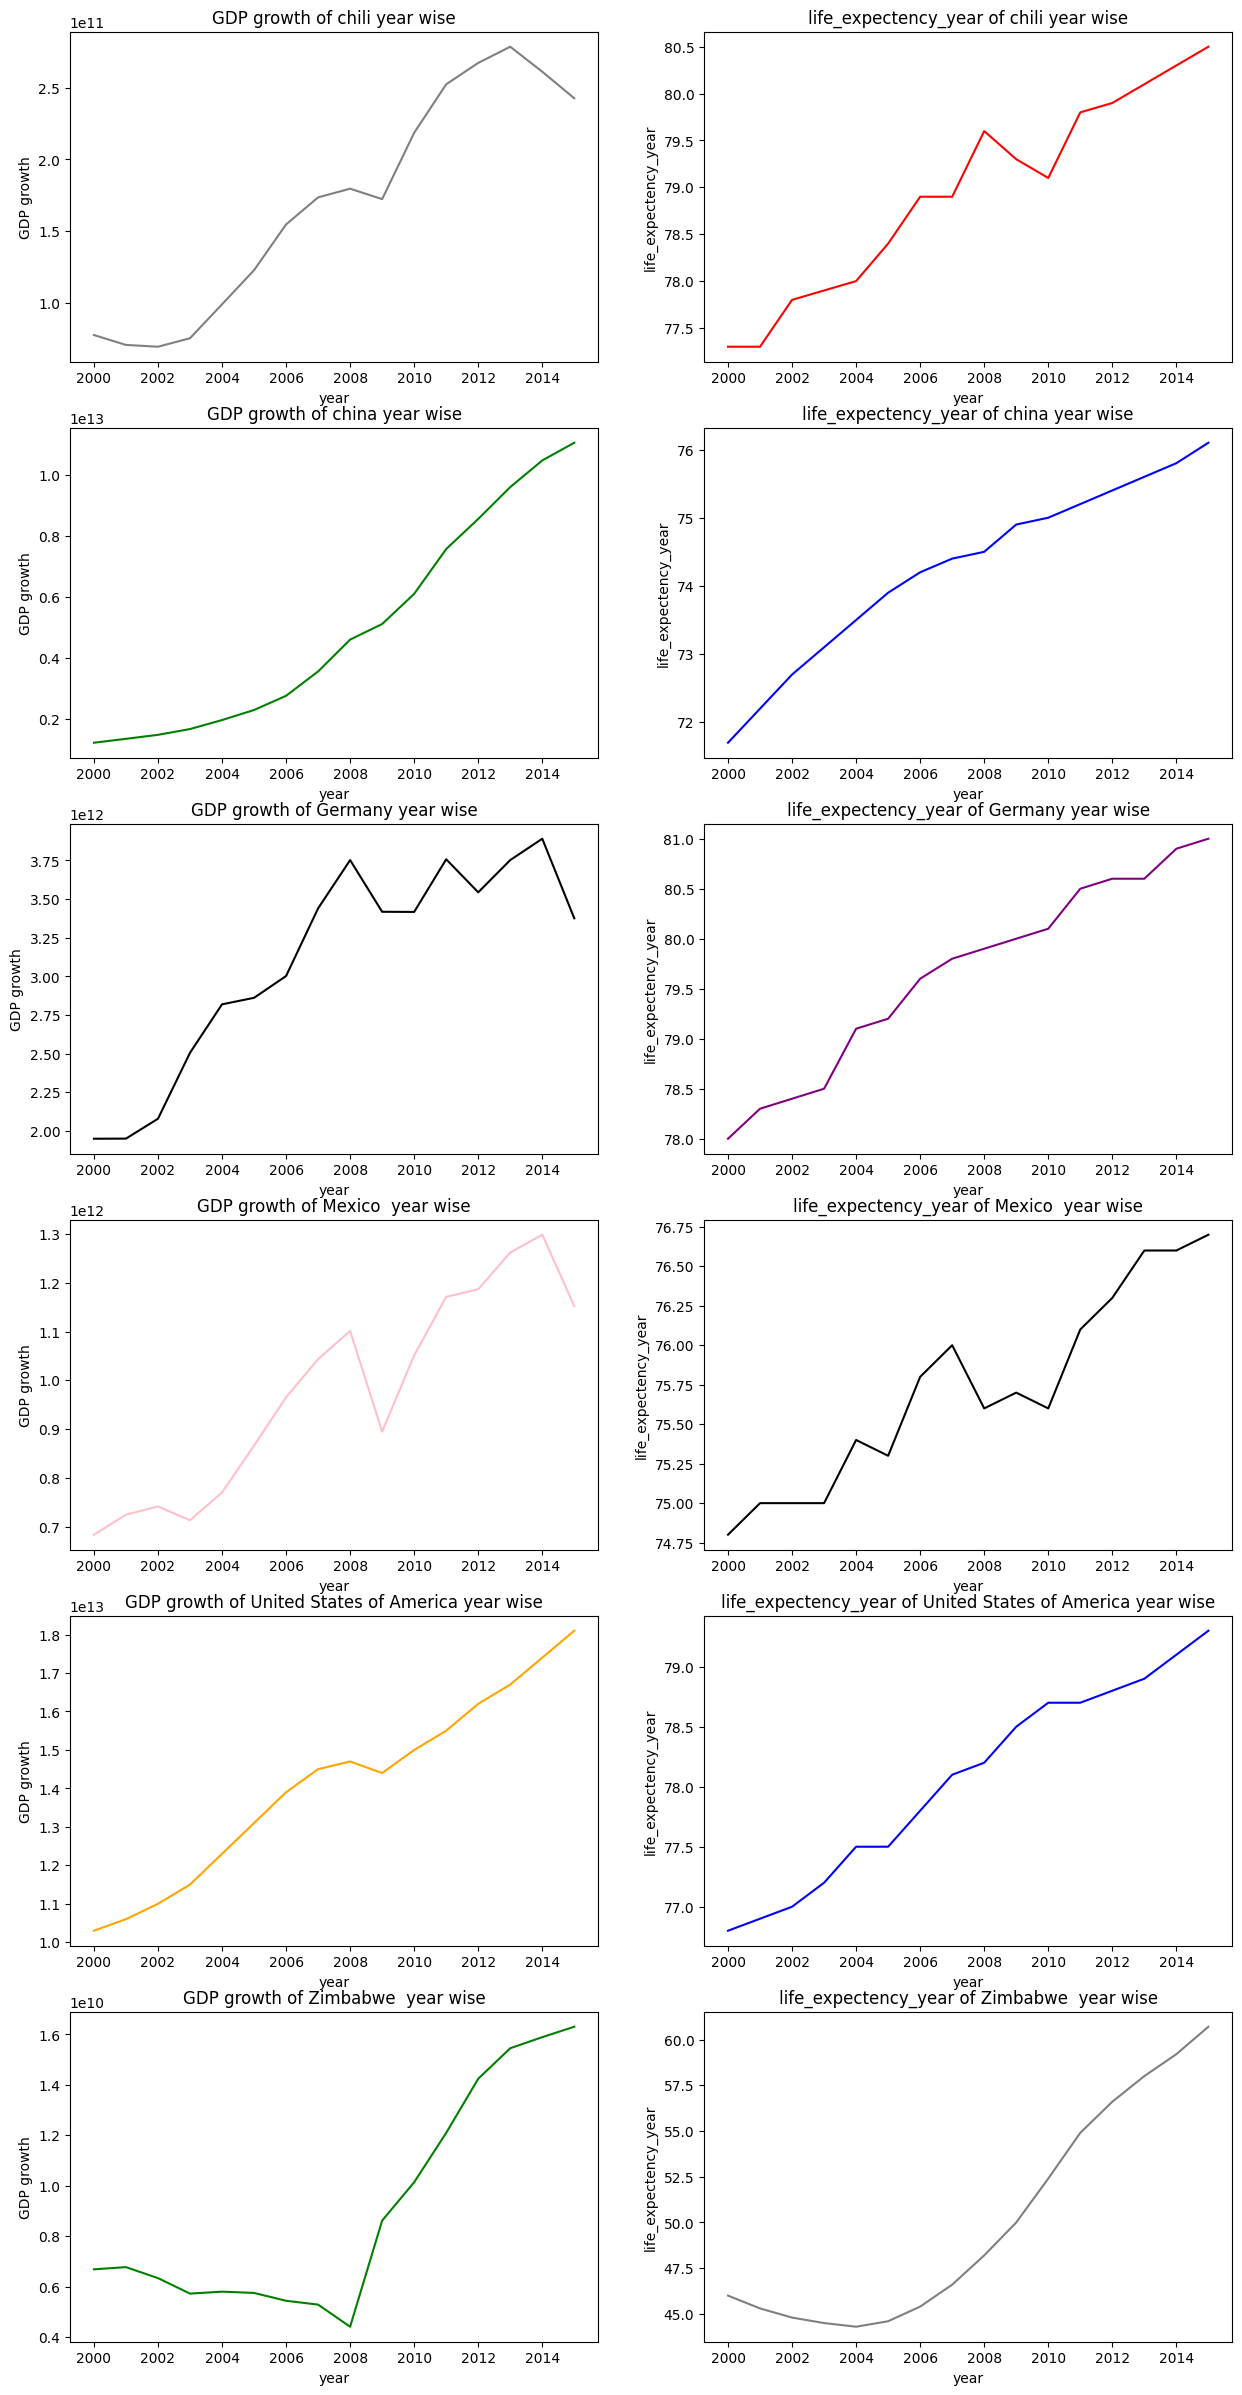 GDP growth of chili year wise
1e11
GDP growth
2.5
2.0
1.5
1.0
2000 2002 2004 2006 2008 2010 2012 2014
year
life_expectency_year of chili year wise
life_expectency_year
80.5
80.0
79.5
79.0
78.5
78.0
77.5
2000 2002 2004 2006 2008 2010 2012 2014
year
GDP growth of china year wise
1e13
GDP growth
1.0
0.8
0.6
0.4
0.2
2000 2002 2004 2006 2008 2010 2012 2014
year
life_expectency_year of china year wise
life_expectency_year
76
75
74
73
72
2000 2002 2004 2006 2008 2010 2012 2014
year
GDP growth of Germany year wise
1e12
GDP growth
3.75
3.50
3.25
3.00
2.75
2.50
2.25
2.00
2000 2002 2004 2006 2008 2010 2012 2014
year
life_expectency_year of Germany year wise
life_expectency_year
81.0
80.5
80.0
79.5
79.0
78.5
78.0
2000 2002 2004 2006 2008 2010 2012 2014
year
GDP growth of Mexico  year wise
1e12
GDP growth
1.3
1.2
1.1
1.0
0.9
0.8
0.7
2000 2002 2004 2006 2008 2010 2012 2014
year
life_expectency_year of Mexico  year wise
life_expectency_year
76.75
76.50
76.25
76.00
75.75
75.50
75.25
75.00
74.75
2000 2002 2004 2006 2008 2010 2012 2014
year
GDP growth of United States of America year wise
1e13
GDP growth
1.8
1.7
1.6
1.5
1.4
1.3
1.2
1.1
1.0
2000 2002 2004 2006 2008 2010 2012 2014
year
life_expectency_year of United States of America year wise
life_expectency_year
79.0
78.5
78.0
77.5
77.0
2000 2002 2004 2006 2008 2010 2012 2014
year
GDP growth of Zimbabwe  year wise
1e10
GDP growth
1.6
1.4
1.2
1.0
0.8
0.6
0.4
2000 2002 2004 2006 2008 2010 2012 2014
year
life_expectency_year of Zimbabwe  year wise
life_expectency_year
60.0
57.5
55.0
52.5
50.0
47.5
45.0
2000 2002 2004 2006 2008 2010 2012 2014
year